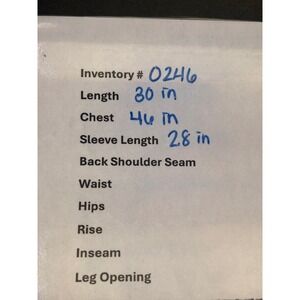 Inventory # 0246
Length 30 in
Chest 46 in
Sleeve Length 28 in
Back Shoulder Seam
Waist
Hips
Rise
Inseam
Leg Opening